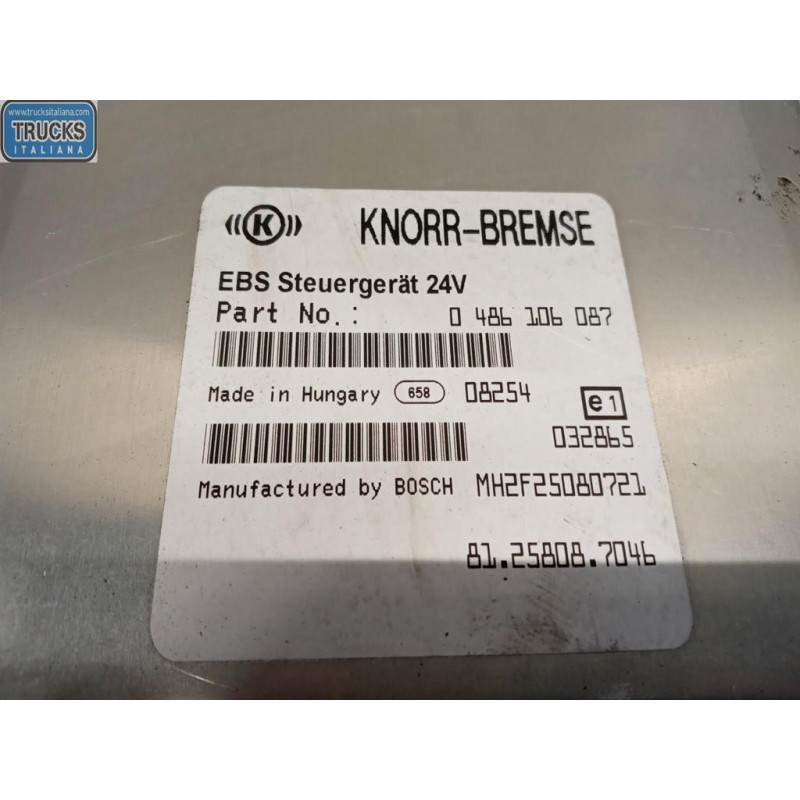 www.trucksitaliana.com
TRUCKS
ITALIANA
K KNORR-BREMSE
EBS Steuergerät 24V
Part No.: 0 486 106 087
Made in Hungary 658 08254 e1
032865
Manufactured by BOSCH MH2F25080721
81.25808.7046